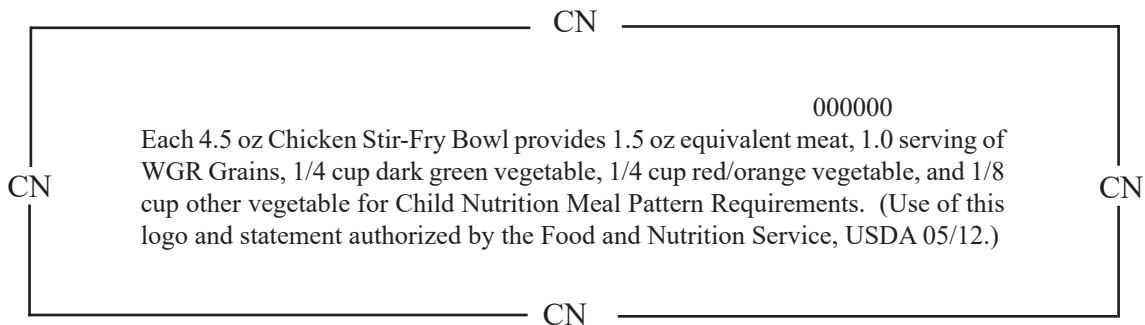 CN
000000
Each 4.5 oz Chicken Stir-Fry Bowl provides 1.5 oz equivalent meat, 1.0 serving of
CN WGR Grains, 1/4 cup dark green vegetable, 1/4 cup red/orange vegetable, and 1/8 CN
cup other vegetable for Child Nutrition Meal Pattern Requirements. (Use of this
logo and statement authorized by the Food and Nutrition Service, USDA 05/12.)
CN